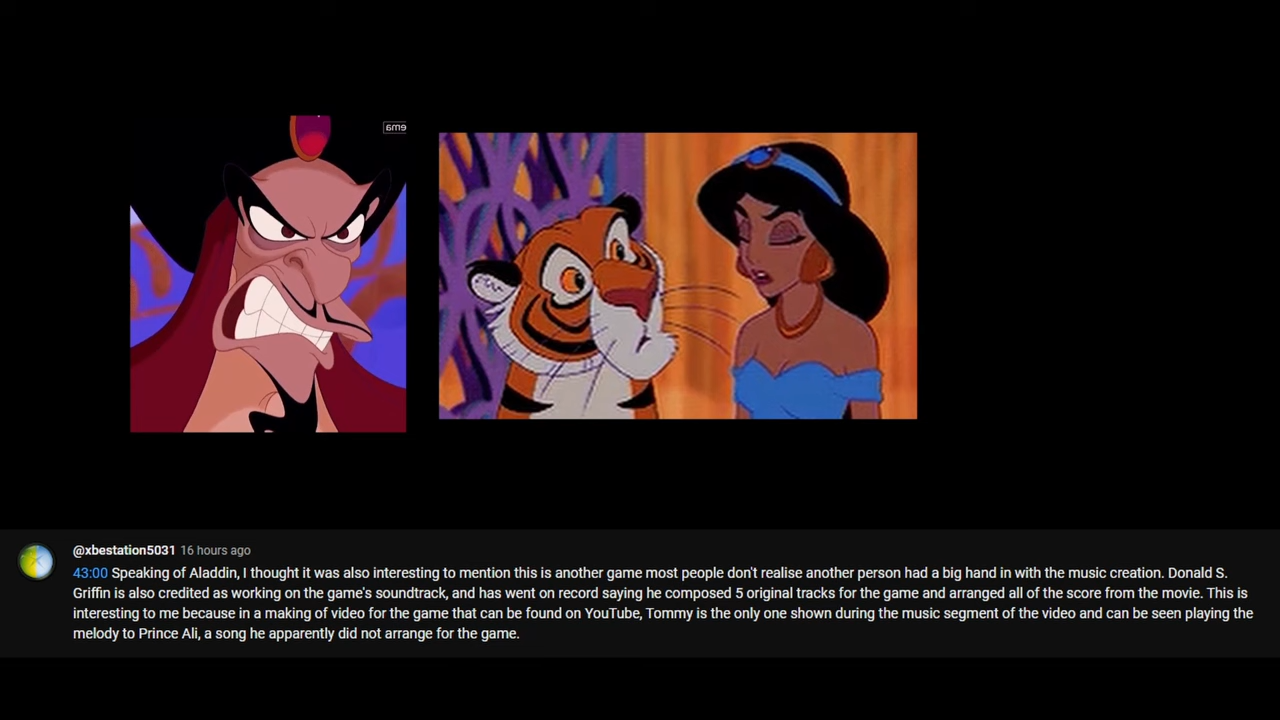 ema
@xbestation5031 16 hours ago
43:00 Speaking of Aladdin, I thought it was also interesting to mention this is another game most people don't realise another person had a big hand in with the music creation. Donald S.
Griffin is also credited as working on the game's soundtrack, and has went on record saying he composed 5 original tracks for the game and arranged all of the score from the movie. This is
interesting to me because in a making of video for the game that can be found on YouTube, Tommy is the only one shown during the music segment of the video and can be seen playing the
melody to Prince Ali, a song he apparently did not arrange for the game.